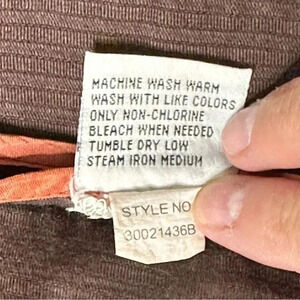 MACHINE WASH WARM
WASH WITH LIKE COLORS
ONLY NON-CHLORINE
BLEACH WHEN NEEDED
TUMBLE DRY LOW
STEAM IRON MEDIUM
STYLE NO
30021436B